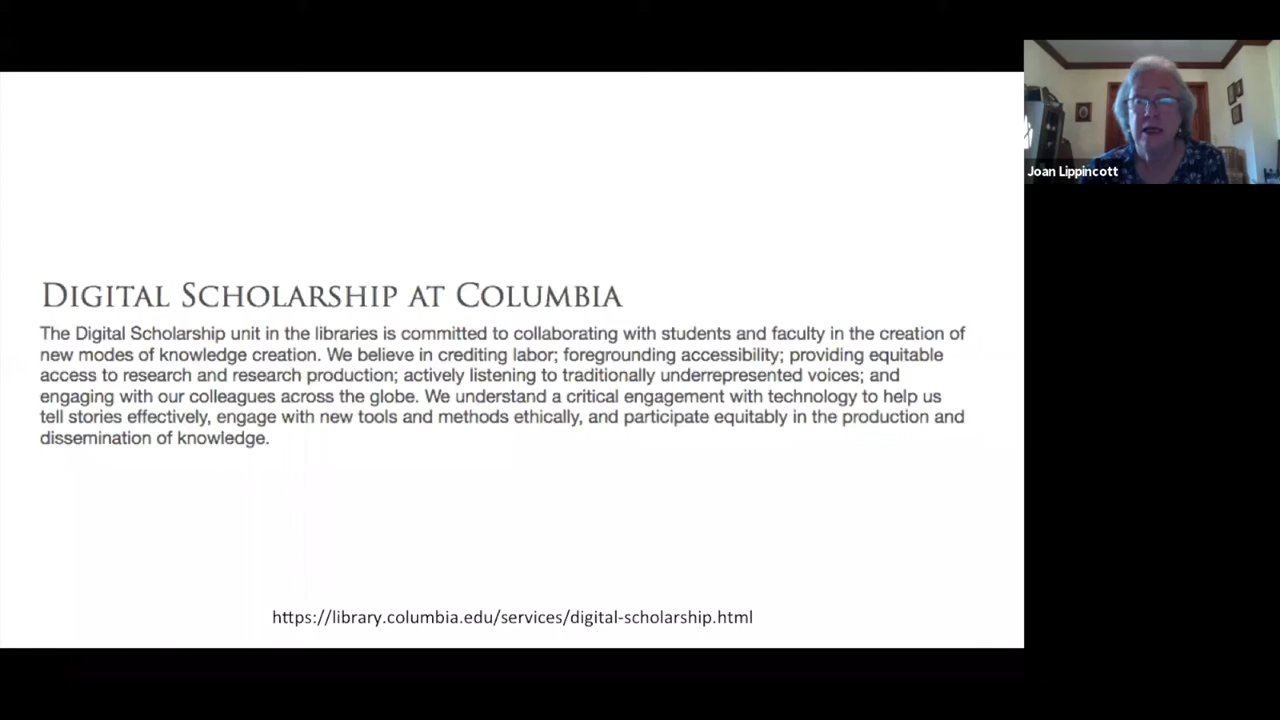 Joan Lippincott
DIGITAL SCHOLARSHIP AT COLUMBIA
The Digital Scholarship unit in the libraries is committed to collaborating with students and faculty in the creation of
new modes of knowledge creation. We believe in crediting labor; foregrounding accessibility; providing equitable
access to research and research production; actively listening to traditionally underrepresented voices; and
engaging with our colleagues across the globe. We understand a critical engagement with technology to help us
tell stories effectively, engage with new tools and methods ethically, and participate equitably in the production and
dissemination of knowledge.
https://library.columbia.edu/services/digital-scholarship.html